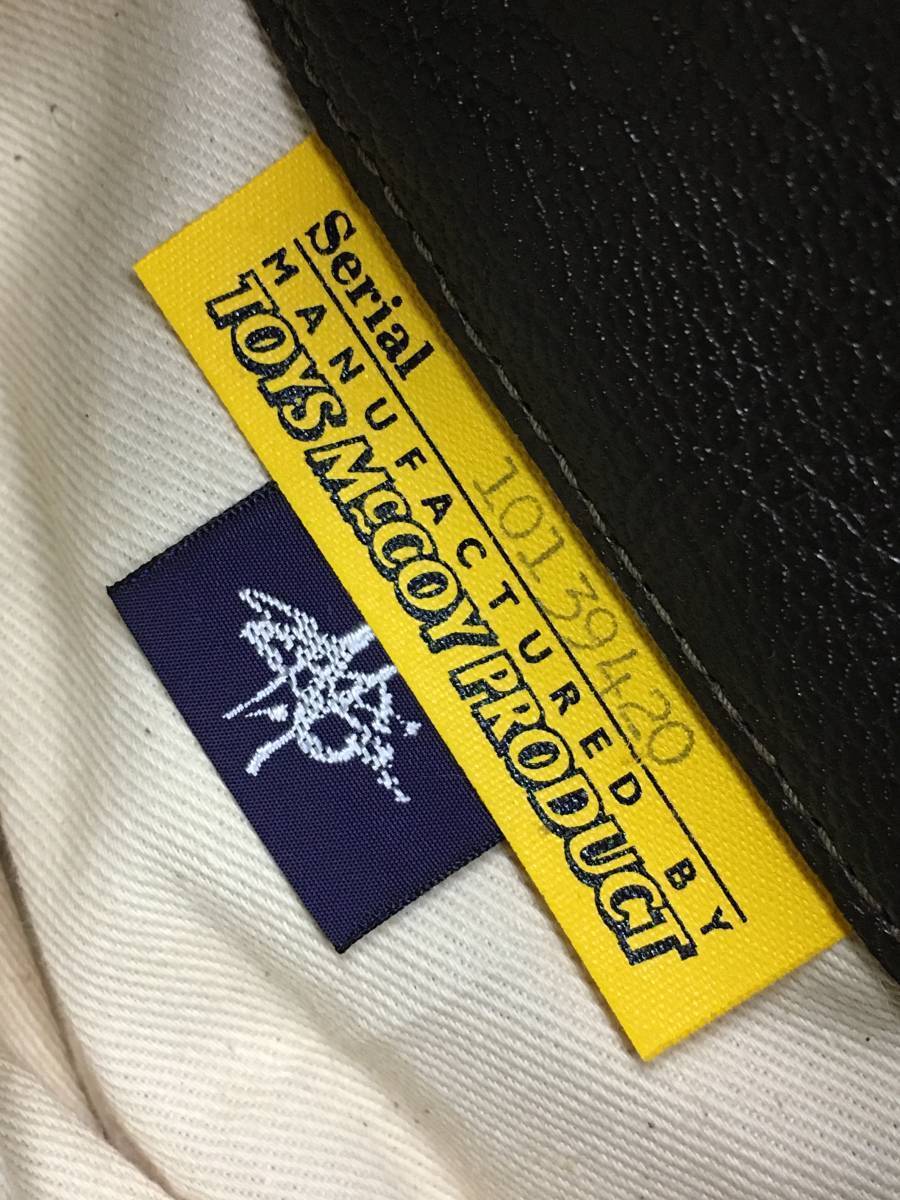 Serial 10139420
MANUFACTURED BY
TOYS McCOY PRODUCT